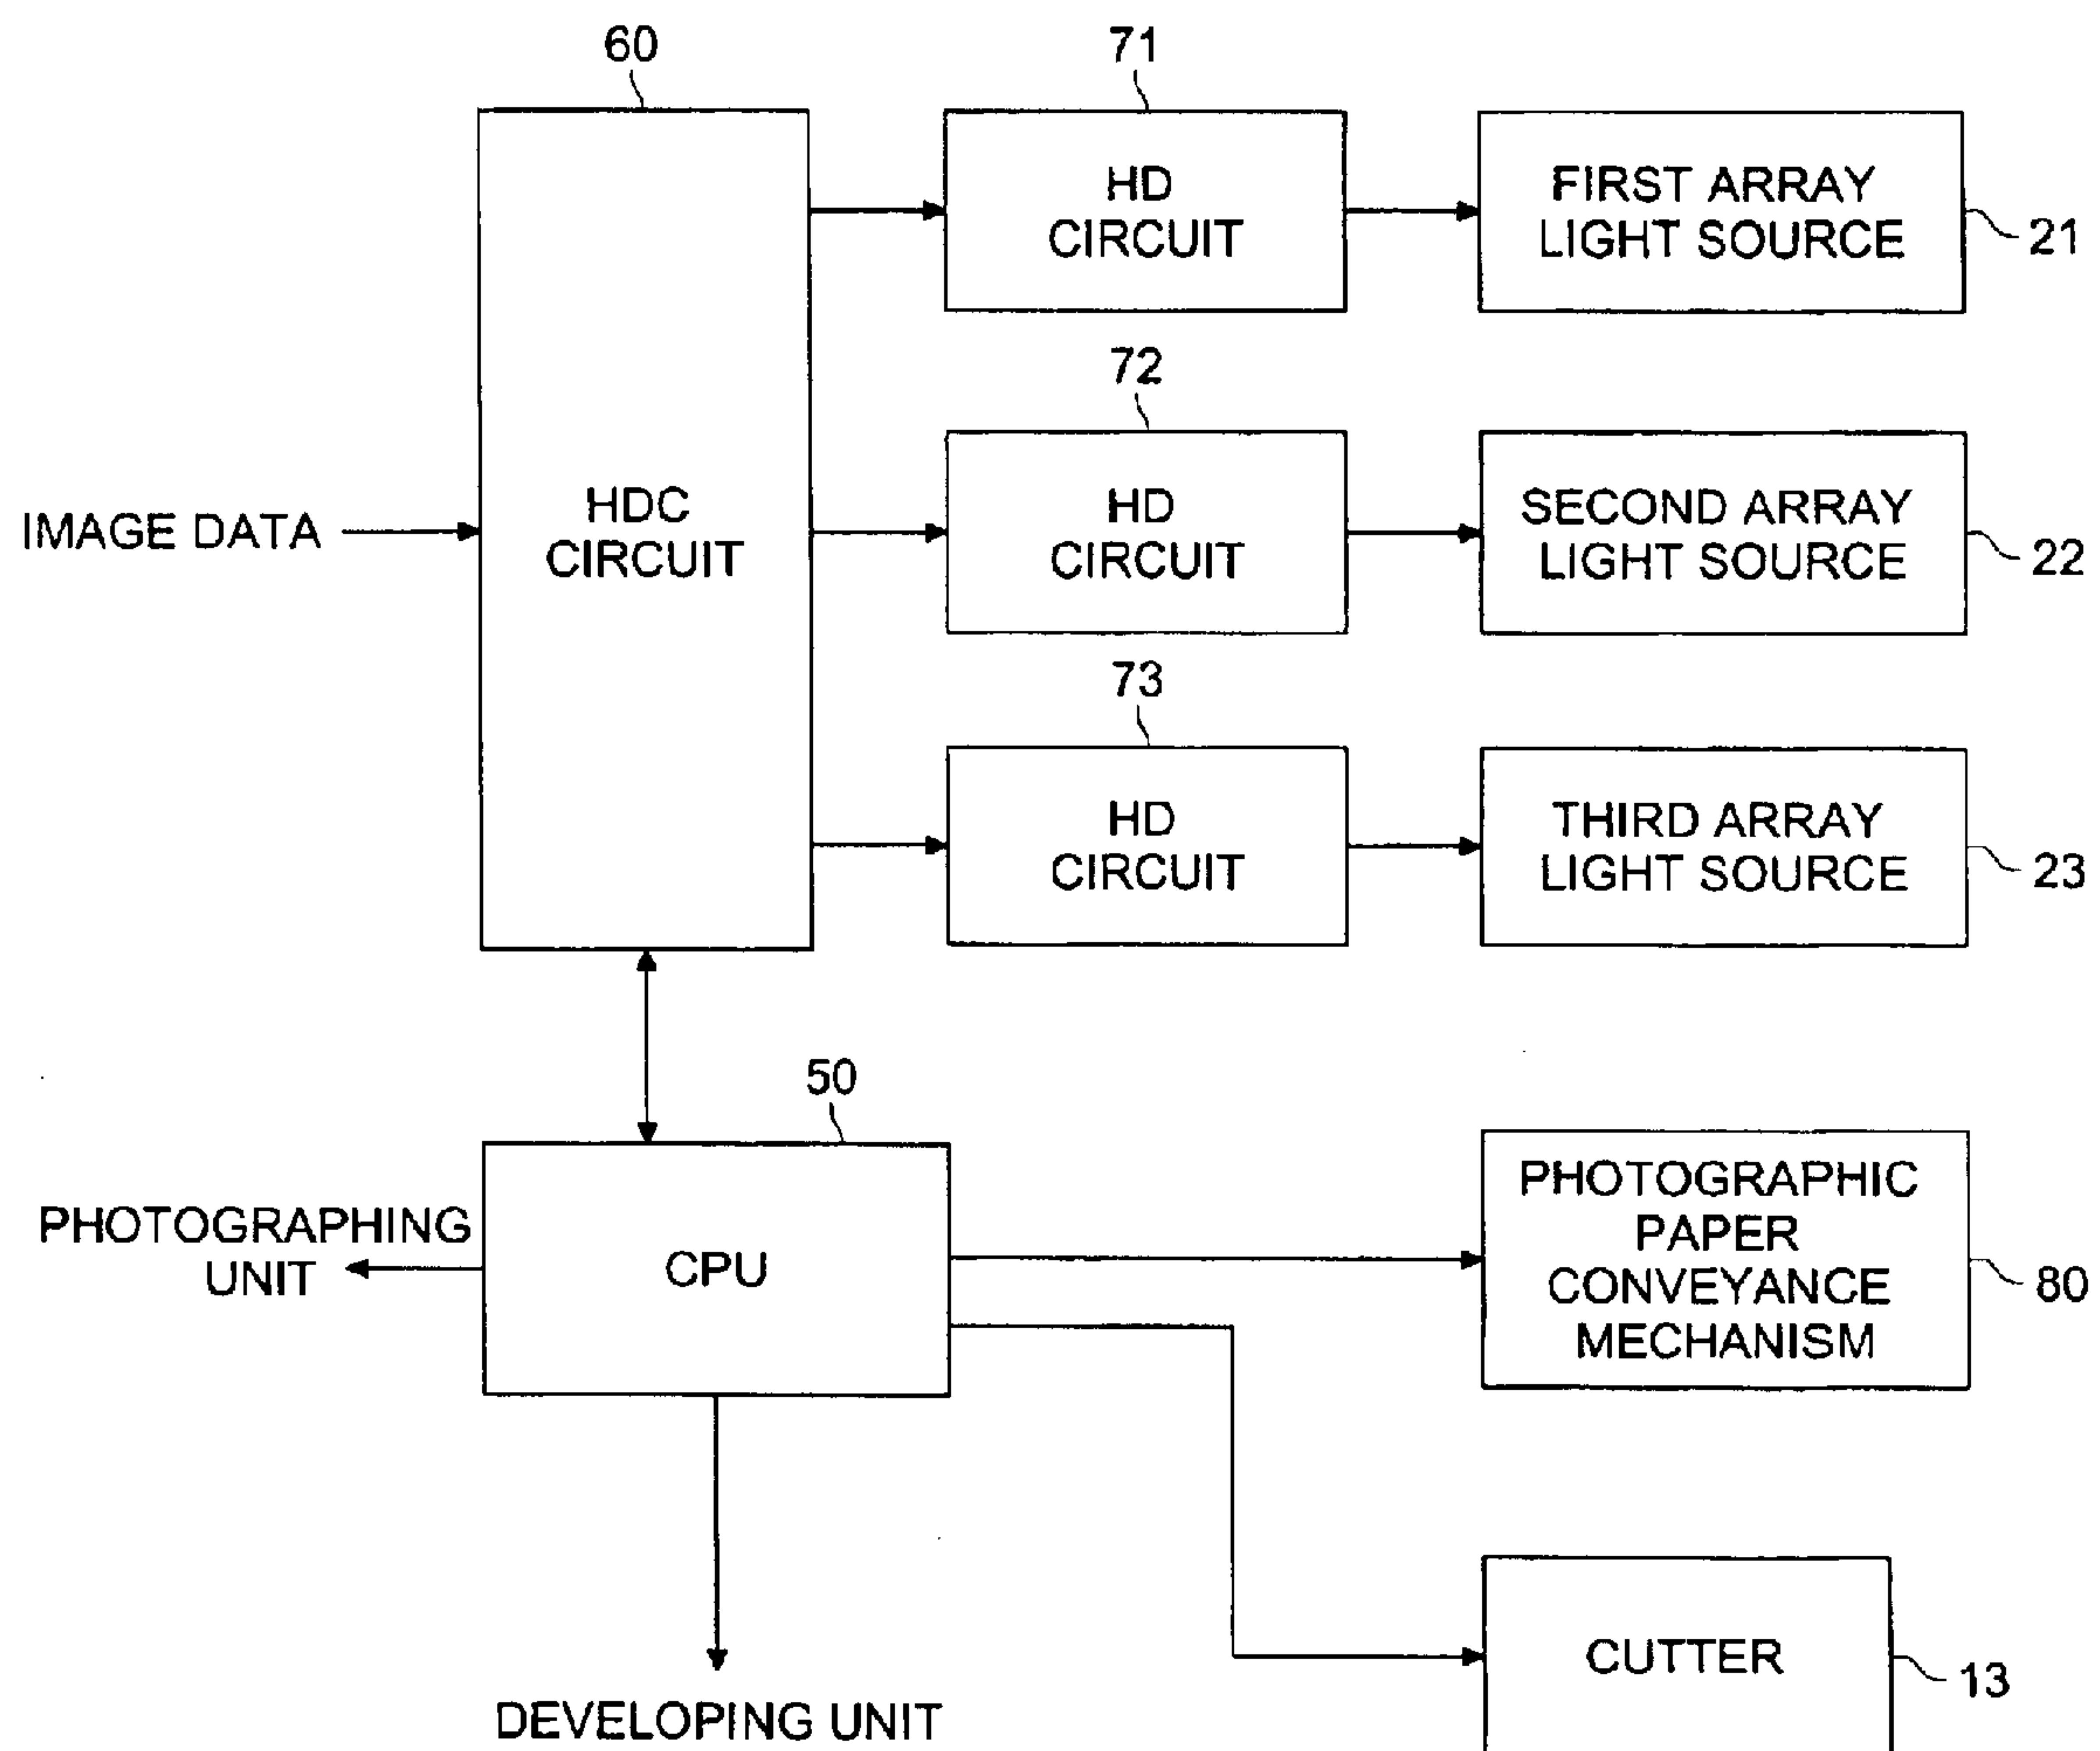 60
71
HD
CIRCUIT
FIRST ARRAY
LIGHT SOURCE
21
72
IMAGE DATA
HDC
CIRCUIT
HD
CIRCUIT
SECOND ARRAY
LIGHT SOURCE
22
73
HD
CIRCUIT
THIRD ARRAY
LIGHT SOURCE
23
50
PHOTOGRAPHING
UNIT
CPU
PHOTOGRAPHIC
PAPER
CONVEYANCE
MECHANISM
80
CUTTER
13
DEVELOPING UNIT